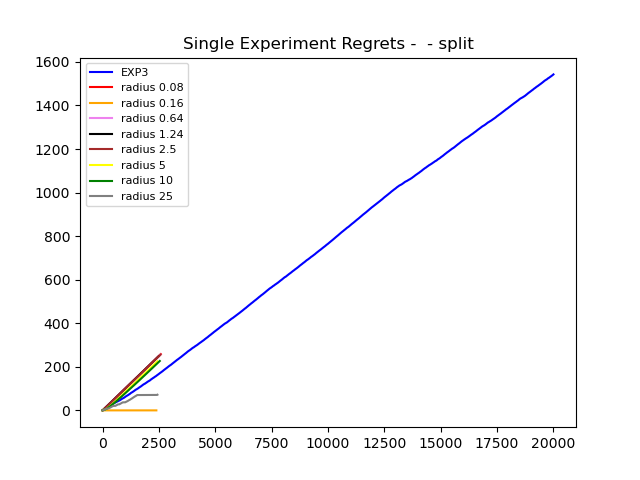 Single Experiment Regrets -  - split
1600
1400
1200
1000
800
600
400
200
0
EXP3
radius 0.08
radius 0.16
radius 0.64
radius 1.24
radius 2.5
radius 5
radius 10
radius 25
0 2500 5000 7500 10000 12500 15000 17500 20000